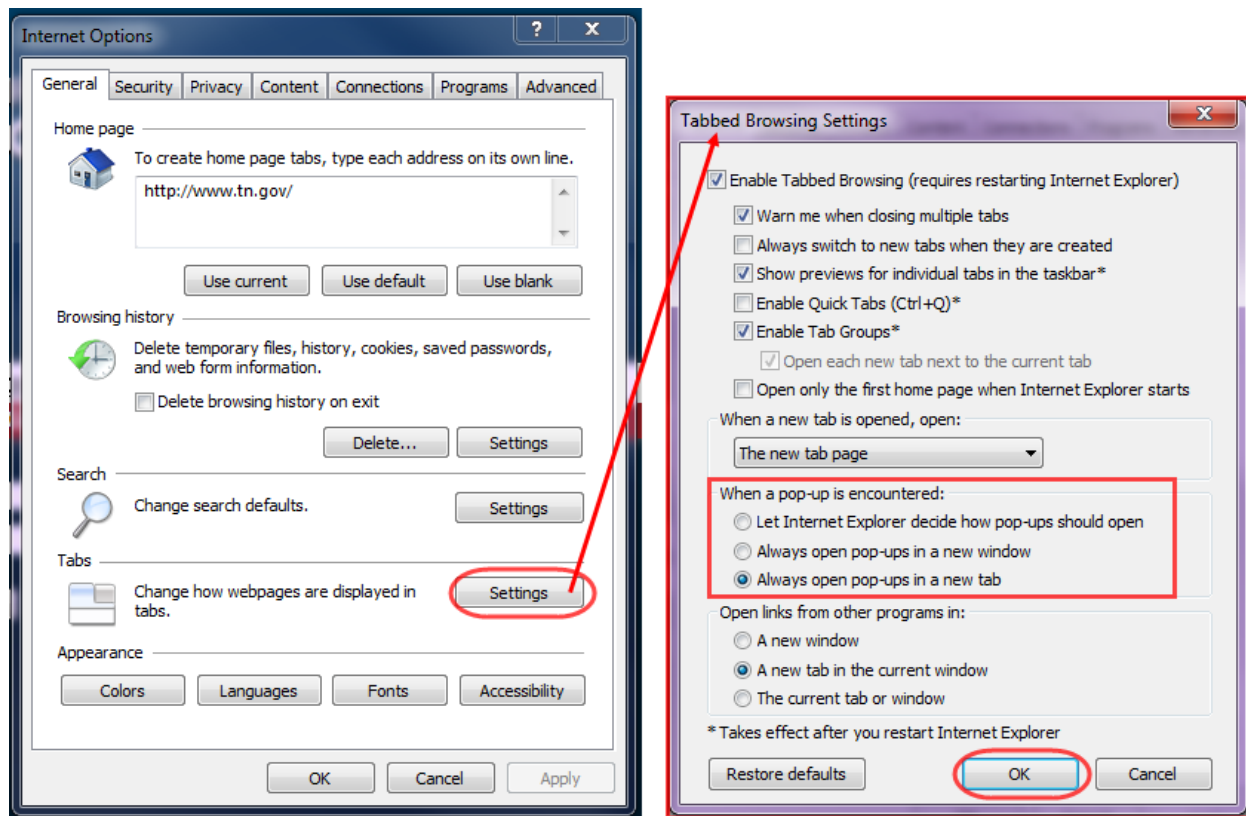 Internet Options
?
x
General Security Privacy Content Connections Programs Advanced
Home page
To create home page tabs, type each address on its own line.
http://www.tn.gov/
Use current Use default Use blank
Browsing history
Delete temporary files, history, cookies, saved passwords,
and web form information.
Delete browsing history on exit
Delete... Settings
Search
Change search defaults.
Settings
Tabs
Change how webpages are displayed in
tabs.
Settings
Appearance
Colors Languages Fonts Accessibility
OK Cancel Apply
Tabbed Browsing Settings
x
Enable Tabbed Browsing (requires restarting Internet Explorer)
Warn me when closing multiple tabs
Always switch to new tabs when they are created
Show previews for individual tabs in the taskbar*
Enable Quick Tabs (Ctrl+Q)*
Enable Tab Groups*
Open each new tab next to the current tab
Open only the first home page when Internet Explorer starts
When a new tab is opened, open:
The new tab page
When a pop-up is encountered:
Let Internet Explorer decide how pop-ups should open
Always open pop-ups in a new window
Always open pop-ups in a new tab
Open links from other programs in:
A new window
A new tab in the current window
The current tab or window
* Takes effect after you restart Internet Explorer
Restore defaults OK Cancel